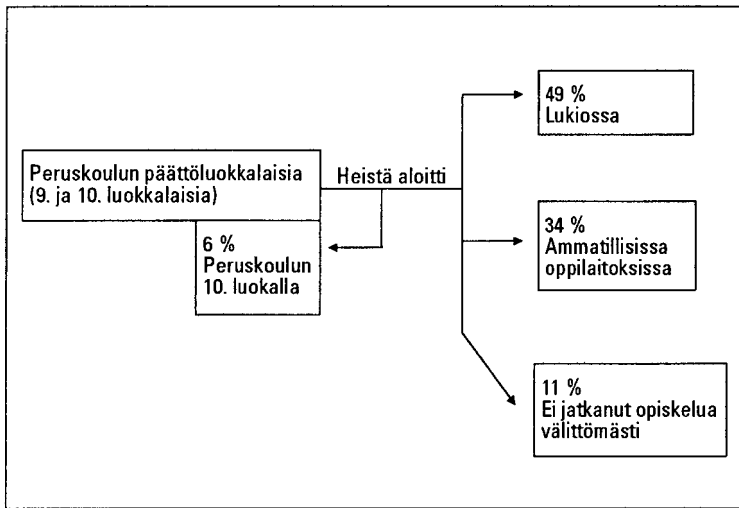 Peruskoulun päättöluokkalaisia
(9. ja 10. luokkalaisia)
6 %
Peruskoulun
10. luokalla
Heistä aloitti
49 %
Lukiossa
34 %
Ammatillisissa
oppilaitoksissa
11 %
Ei jatkanut opiskelua
välittömästi